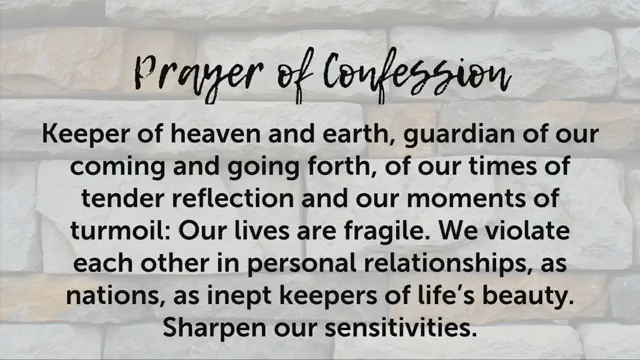 Prayer of Confession
Keeper of heaven and earth, guardian of our
coming and going forth, of our times of
tender reflection and our moments of
turmoil: Our lives are fragile. We violate
each other in personal relationships, as
nations, as inept keepers of life’s beauty.
Sharpen our sensitivities.